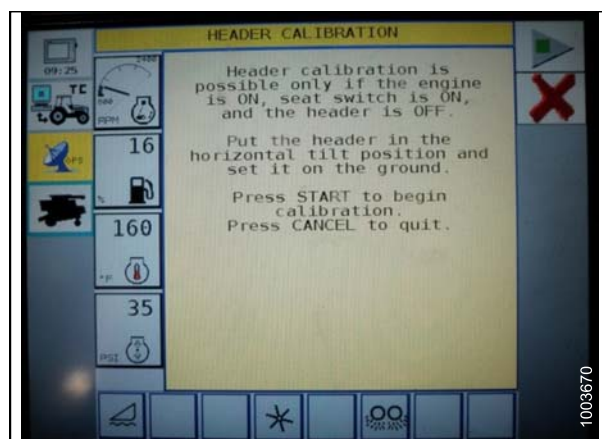 HEADER CALIBRATION
09:25
TC
GPS
2400
600
RPM
16
%
160
°F
35
PSI
Header calibration is
possible only if the engine
is ON, seat switch is ON,
and the header is OFF.
Put the header in the
horizontal tilt position and
set it on the ground.
Press START to begin
calibration.
Press CANCEL to quit.
1003670